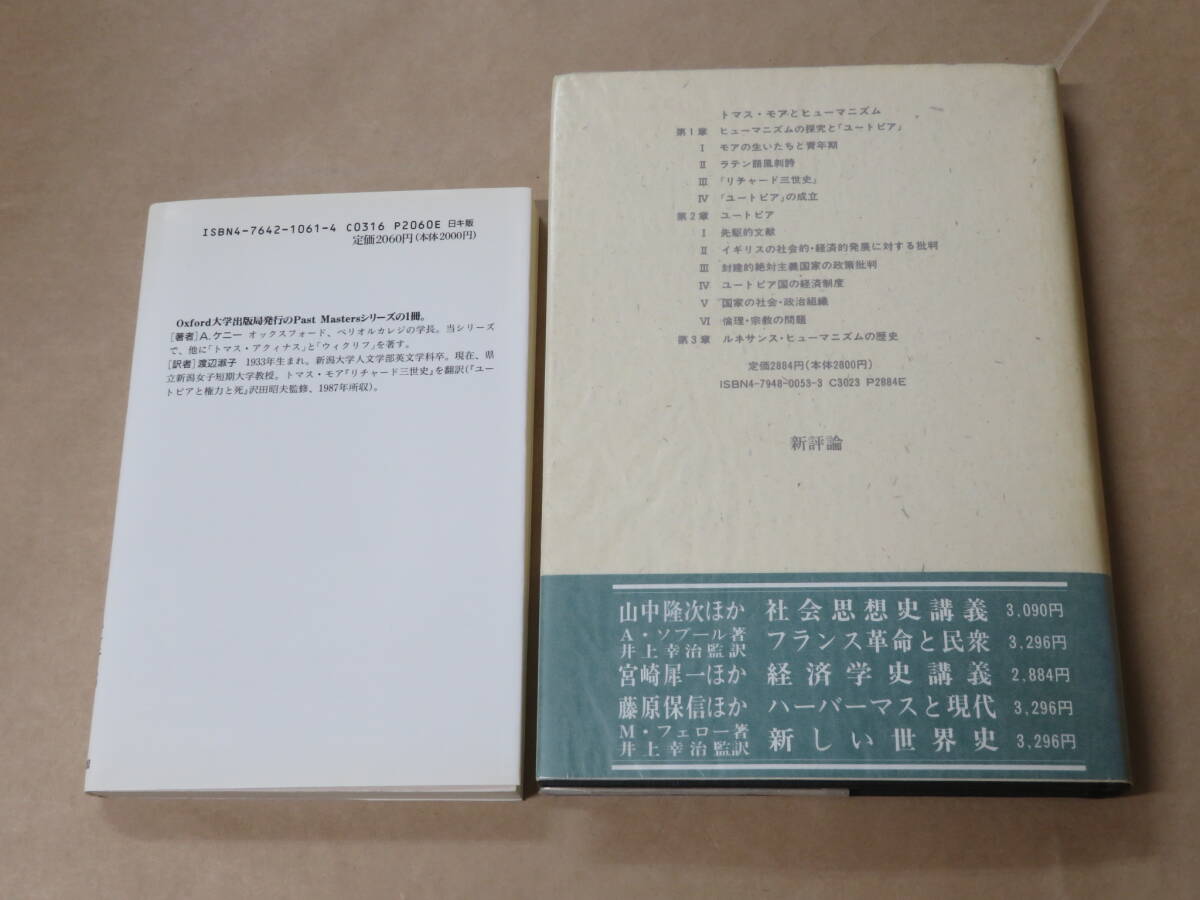 ISBN4-7642-1061-4 C0316 P2060E 日キ販
定価2060円(本体2000円)
Oxford大学出版局発行のPast Mastersシリーズの1冊。
[著者]A.ケニー オックスフォード、ベリオルカレジの学長。当シリーズ
で、他に「トマス・アクィナス」と「ウィクリフ」を著す。
[訳者]渡辺淑子 1933年生まれ。新潟大学人文学部英文学科卒。現在、県
立新潟女子短期大学教授。トマス・モア『リチャード三世史』を翻訳(『ユー
トピアと権力と死』沢田昭夫監修、1987年所収)。
トマス・モアとヒューマニズム
第1章 ヒューマニズムの探究と「ユートピア」
I モアの生いたちと青年期
II ラテン語風刺詩
III 「リチャード三世史」
IV 「ユートピア」の成立
第2章 ユートピア
I 先駆的文献
II イギリスの社会的・経済的発展に対する批判
III 封建的絶対主義国家の政策批判
IV ユートピア国の経済制度
V 国家の社会・政治組織
VI 倫理・宗教の問題
第3章 ルネサンス・ヒューマニズムの歴史
定価2884円(本体2800円)
ISBN4-7948-0053-3 C3023 P2884E
新評論
山中隆次ほか 社会思想史講義 3,090円
A・ソブール著
井上幸治監訳 フランス革命と民衆 3,296円
宮崎犀一ほか 経済学史講義 2,884円
藤原保信ほか ハーバーマスと現代 3,296円
M・フェロー著
井上幸治監訳 新しい世界史 3,296円